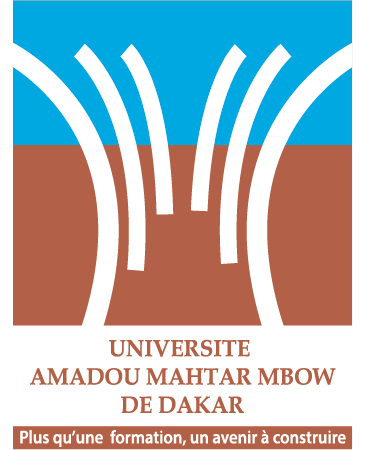 UNIVERSITE
AMADOU MAHTAR MBOW
DE DAKAR
Plus qu'une formation, un avenir à construire